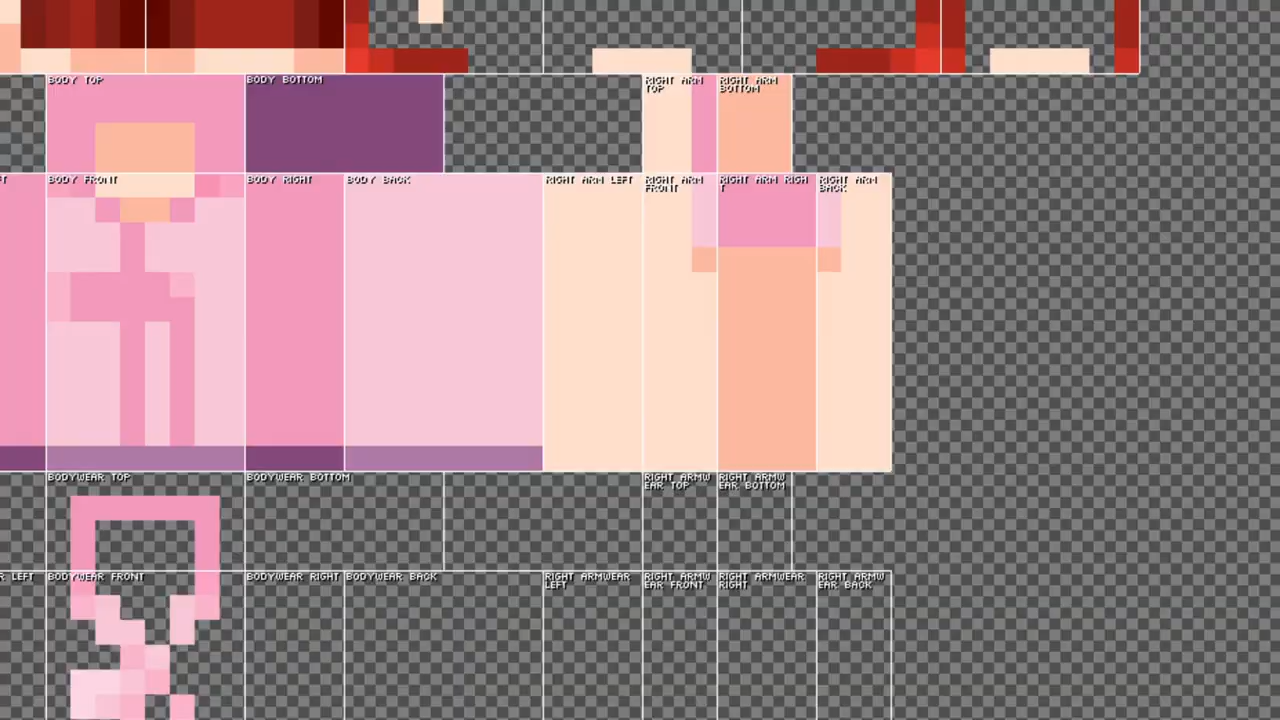 BODY TOP
BODY BOTTOM
RIGHT ARM
TOP
RIGHT ARM
BOTTOM
FT
BODY FRONT
BODY RIGHT
BODY BACK
RIGHT ARM LEFT
RIGHT ARM
FRONT
RIGHT ARM RIGH
T
RIGHT ARM
BACK
BODYWEAR TOP
BODYWEAR BOTTOM
RIGHT ARMW
EAR TOP
RIGHT ARMW
EAR BOTTOM
R LEFT
BODYWEAR FRONT
BODYWEAR RIGHT
BODYWEAR BACK
RIGHT ARMWEAR
LEFT
RIGHT ARMW
EAR FRONT
RIGHT ARMWEAR
RIGHT
RIGHT ARMW
EAR BACK